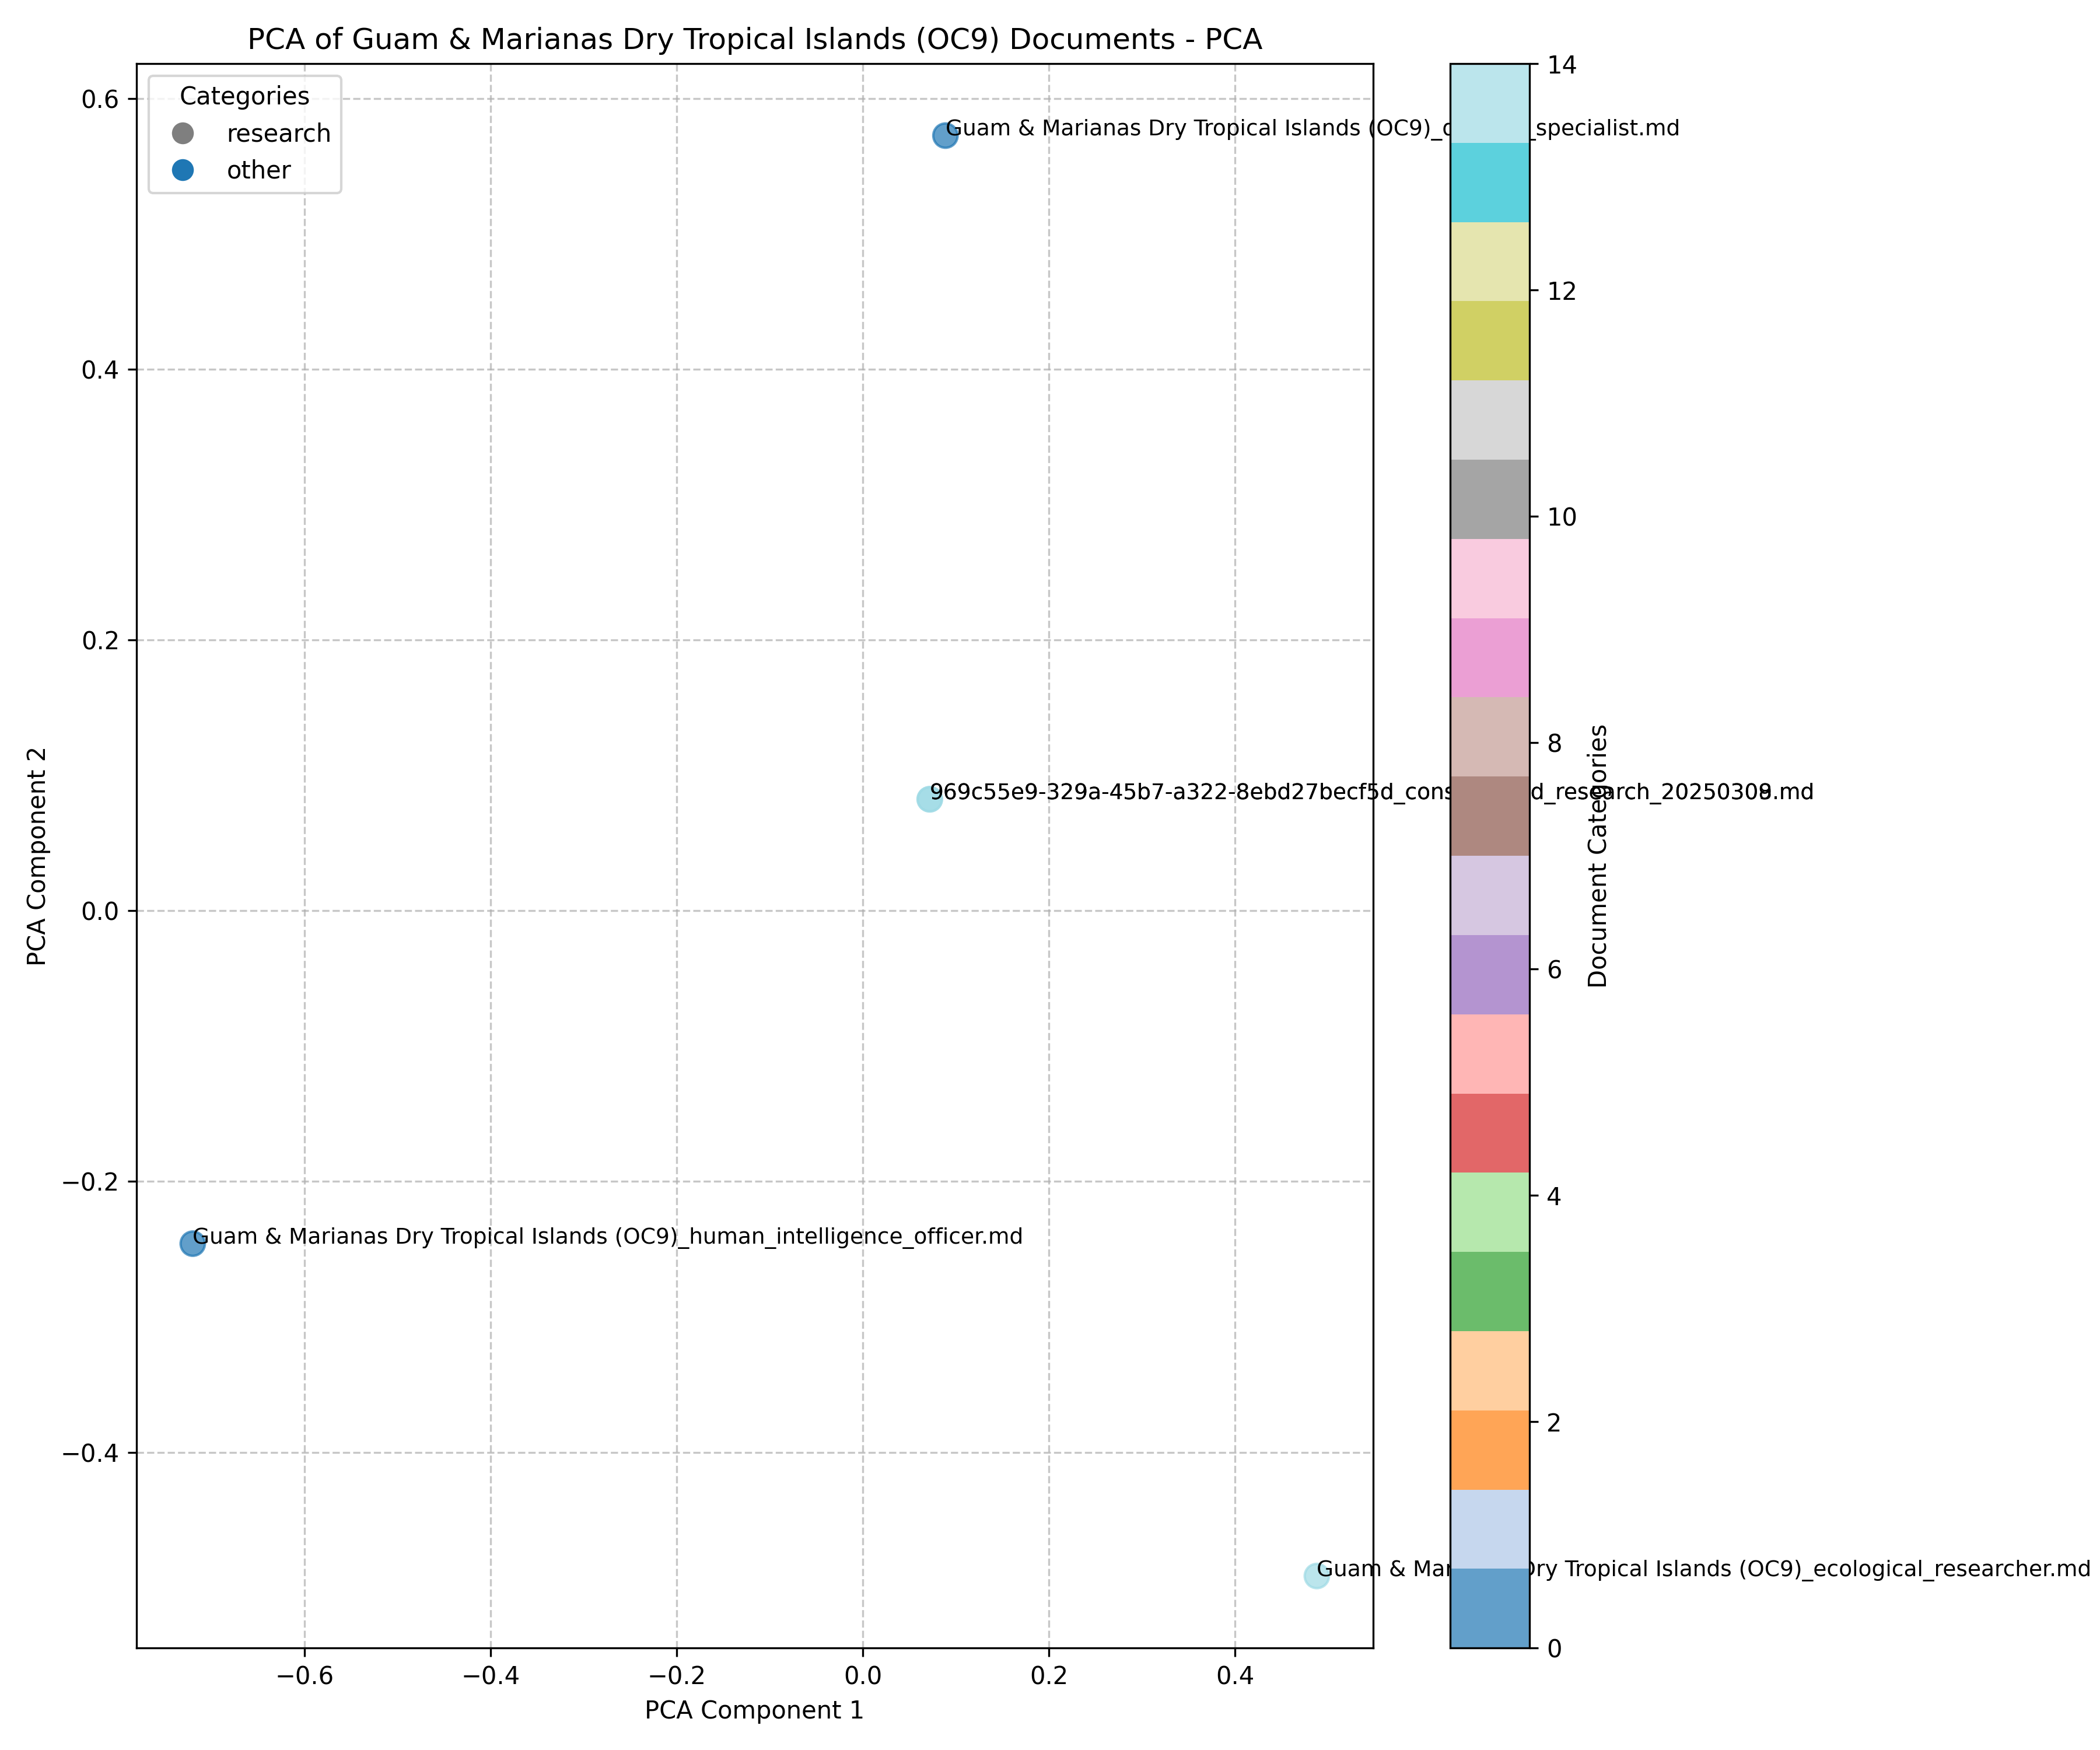 PCA of Guam & Marianas Dry Tropical Islands (OC9) Documents - PCA
Categories
research
other
0.6
0.4
0.2
0.0
−0.2
−0.4
PCA Component 2
Guam & Marianas Dry Tropical Islands (OC9)_ _specialist.md
969c55e9-329a-45b7-a322-8ebd27becf5d_cons d_research_2025030 .md
Guam & Marianas Dry Tropical Islands (OC9)_human_intelligence_officer.md
Guam & Mar Dry Tropical Islands (OC9)_ecological_researcher.md
−0.6
−0.4
−0.2
0.0
0.2
0.4
PCA Component 1
14
12
10
8
6
4
2
0
Document Categories